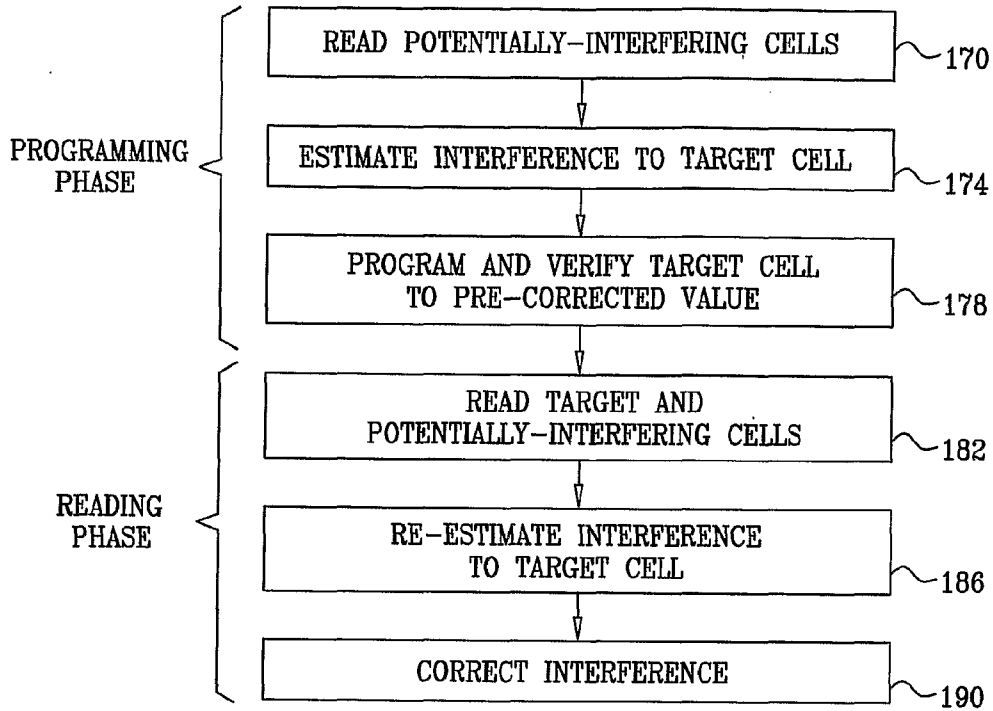 READ POTENTIALLY-INTERFERING CELLS
170
PROGRAMMING
PHASE
ESTIMATE INTERFERENCE TO TARGET CELL
174
PROGRAM AND VERIFY TARGET CELL
TO PRE-CORRECTED VALUE
178
READ TARGET AND
POTENTIALLY-INTERFERING CELLS
182
READING
PHASE
RE-ESTIMATE INTERFERENCE
TO TARGET CELL
186
CORRECT INTERFERENCE
190